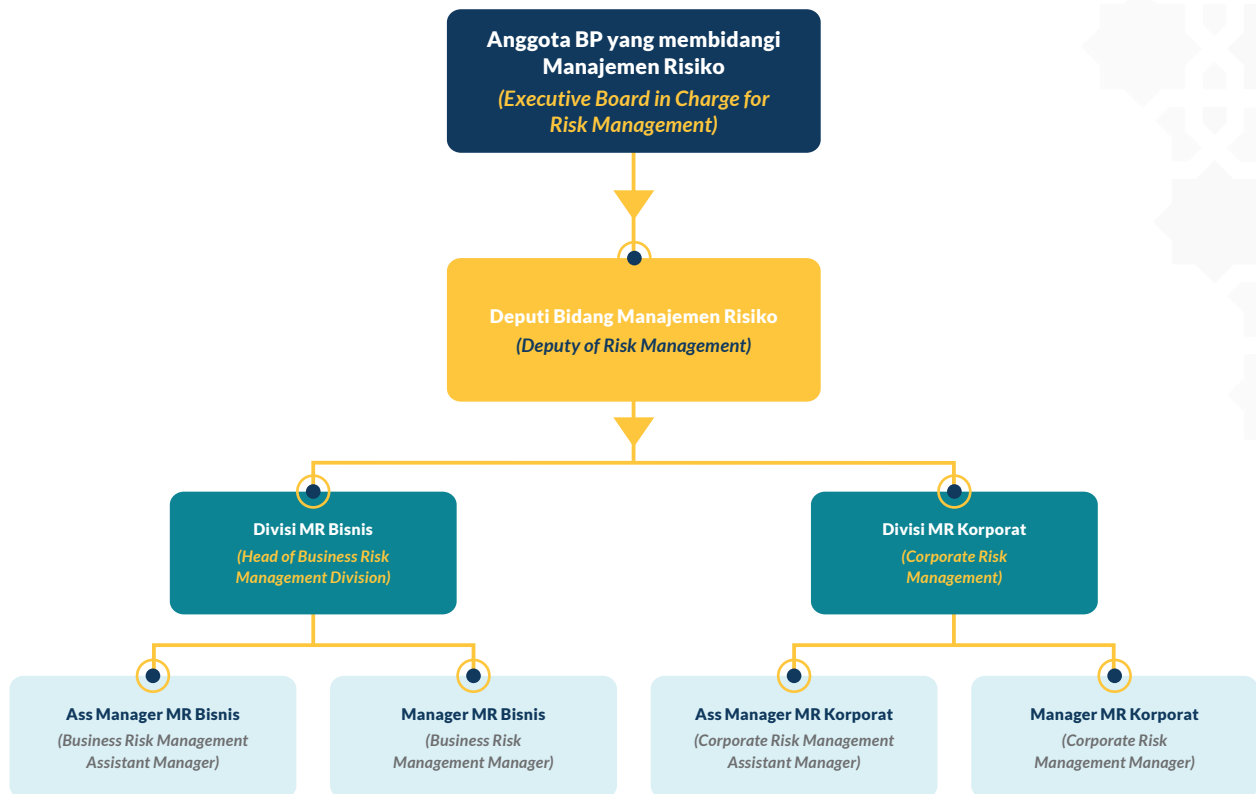 Anggota BP yang membidangi
Manajemen Risiko
(Executive Board in Charge for
Risk Management)
Deputi Bidang Manajemen Risiko
(Deputy of Risk Management)
Divisi MR Bisnis
(Head of Business Risk
Management Division)
Divisi MR Korporat
(Corporate Risk
Management)
Ass Manager MR Bisnis
(Business Risk Management
Assistant Manager)
Manager MR Bisnis
(Business Risk
Management Manager)
Ass Manager MR Korporat
(Corporate Risk Management
Assistant Manager)
Manager MR Korporat
(Corporate Risk
Management Manager)